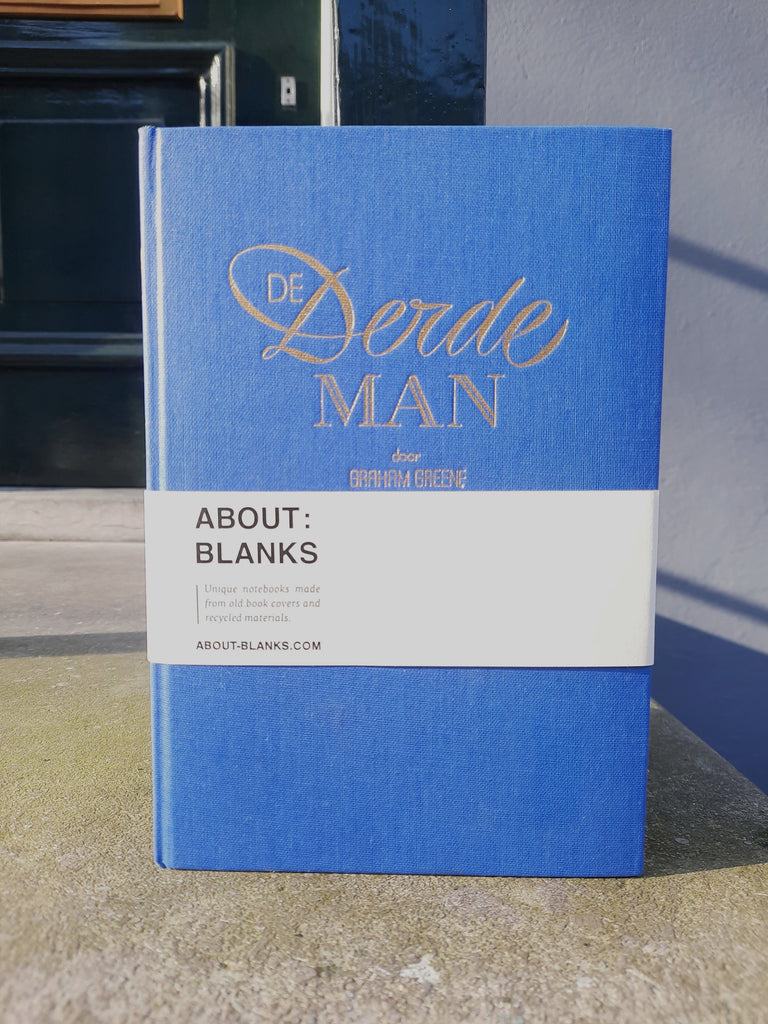 DE Derde
MAN
door
GRAHAM GREENE
ABOUT:
BLANKS
Unique notebooks made
from old book covers and
recycled materials.
ABOUT-BLANKS.COM